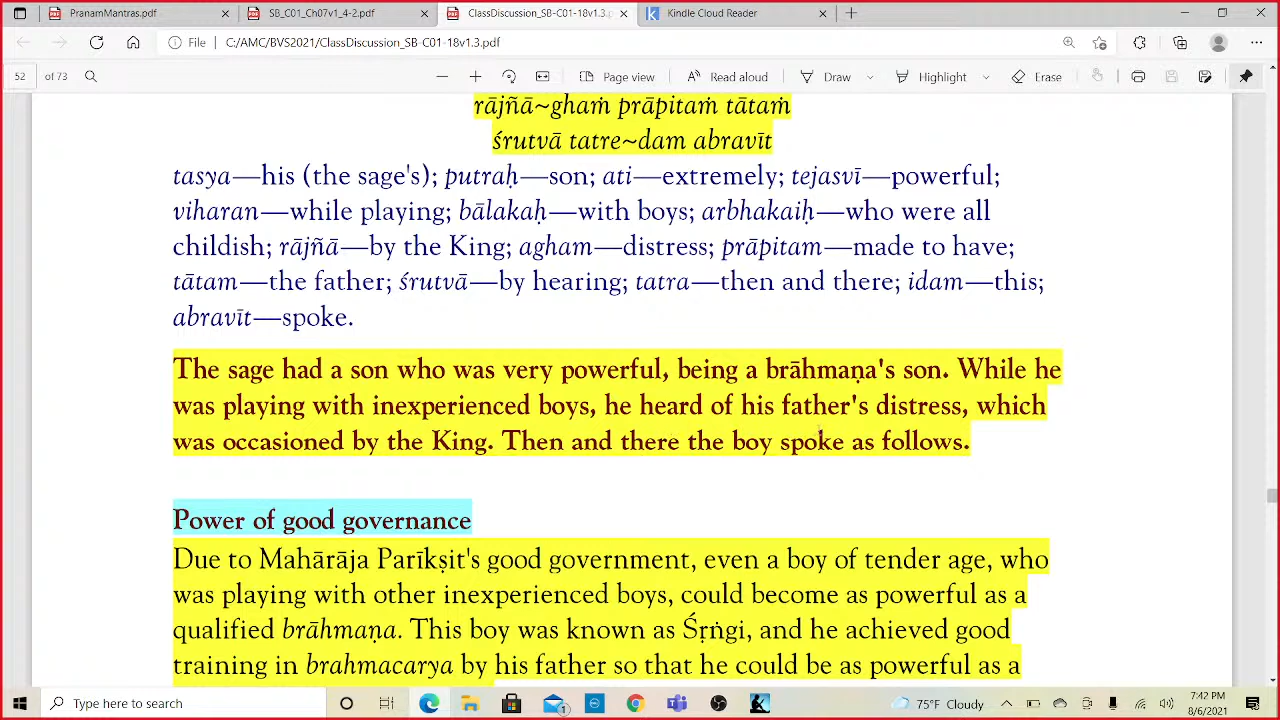 PranamMantras.pdf
SB_C01_Ch07v1_4-2.pdf
ClassDiscussion_SB-C01-18v1.3.p
Kindle Cloud Reader
File
C:/AMC/BVS2021/ClassDiscussion_SB-C01-18v1.3.pdf
52 of 73
Page view
Read aloud
Draw
Highlight
Erase
rājñā~ghaṁ prāpitaṁ tātaṁ
śrutvā tatre~dam abravīt
tasya—his (the sage's); putraḥ—son; ati—extremely; tejasvī—powerful;
viharan—while playing; bālakaḥ—with boys; arbhakaiḥ—who were all
childish; rājñā—by the King; agham—distress; prāpitam—made to have;
tātam—the father; śrutvā—by hearing; tatra—then and there; idam—this;
abravīt—spoke.
The sage had a son who was very powerful, being a brāhmaṇa's son. While he
was playing with inexperienced boys, he heard of his father's distress, which
was occasioned by the King. Then and there the boy spoke as follows.
Power of good governance
Due to Mahārāja Parīkṣit's good government, even a boy of tender age, who
was playing with other inexperienced boys, could become as powerful as a
qualified brāhmaṇa. This boy was known as Śṛṅgi, and he achieved good
training in brahmacarya by his father so that he could be as powerful as a
Type here to search
1
75°F Cloudy
7:42 PM
8/6/2021